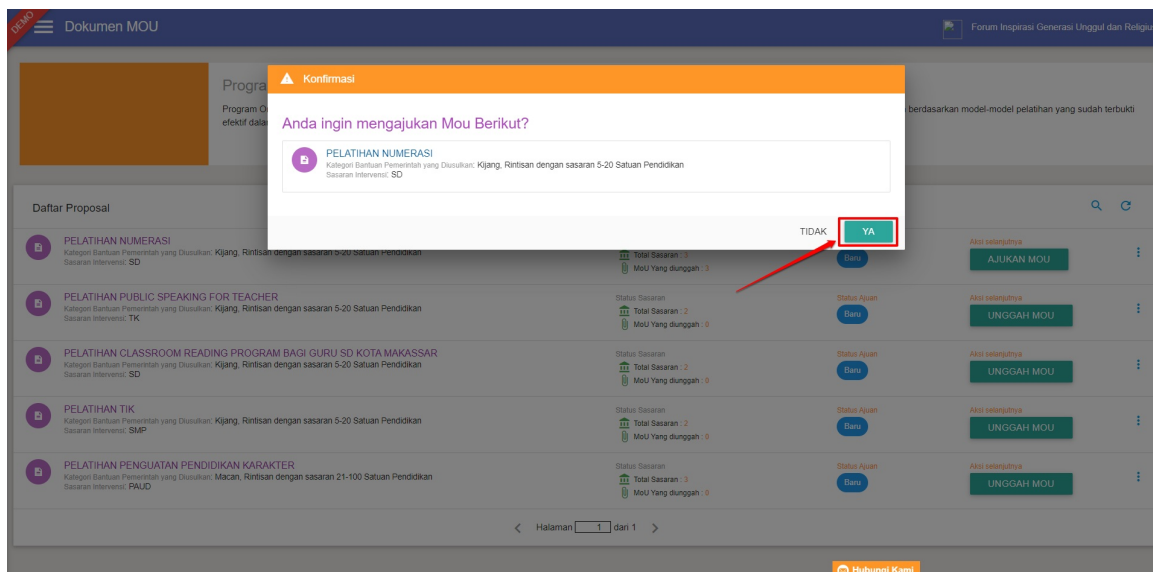 DEMO
Dokumen MOU
Forum Inspirasi Generasi Unggul dan Religiu
Progra
Program O
efektif dala
berdasarkan model-model pelatihan yang sudah terbukti
Konfirmasi
Anda ingin mengajukan Mou Berikut?
PELATIHAN NUMERASI
Kategori Bantuan Pemerintah yang Diusulkan: Kijang, Rintisan dengan sasaran 5-20 Satuan Pendidikan
Sasaran Intervensi: SD
TIDAK
YA
Daftar Proposal
PELATIHAN NUMERASI
Kategori Bantuan Pemerintah yang Diusulkan: Kijang, Rintisan dengan sasaran 5-20 Satuan Pendidikan
Sasaran Intervensi: SD
Total Sasaran : 3
MoU Yang diunggah : 3
Baru
Aksi selanjutnya
AJUKAN MOU
PELATIHAN PUBLIC SPEAKING FOR TEACHER
Kategori Bantuan Pemerintah yang Diusulkan: Kijang, Rintisan dengan sasaran 5-20 Satuan Pendidikan
Sasaran Intervensi: TK
Status Sasaran
Total Sasaran : 2
MoU Yang diunggah : 0
Status Ajuan
Baru
Aksi selanjutnya
UNGGAH MOU
PELATIHAN CLASSROOM READING PROGRAM BAGI GURU SD KOTA MAKASSAR
Kategori Bantuan Pemerintah yang Diusulkan: Kijang, Rintisan dengan sasaran 5-20 Satuan Pendidikan
Sasaran Intervensi: SD
Status Sasaran
Total Sasaran : 2
MoU Yang diunggah : 0
Status Ajuan
Baru
Aksi selanjutnya
UNGGAH MOU
PELATIHAN TIK
Kategori Bantuan Pemerintah yang Diusulkan: Kijang, Rintisan dengan sasaran 5-20 Satuan Pendidikan
Sasaran Intervensi: SMP
Status Sasaran
Total Sasaran : 2
MoU Yang diunggah : 0
Status Ajuan
Baru
Aksi selanjutnya
UNGGAH MOU
PELATIHAN PENGUATAN PENDIDIKAN KARAKTER
Kategori Bantuan Pemerintah yang Diusulkan: Macan, Rintisan dengan sasaran 21-100 Satuan Pendidikan
Sasaran Intervensi: PAUD
Status Sasaran
Total Sasaran : 3
MoU Yang diunggah : 0
Status Ajuan
Baru
Aksi selanjutnya
UNGGAH MOU
Halaman 1 dari 1
Hubungi Kami